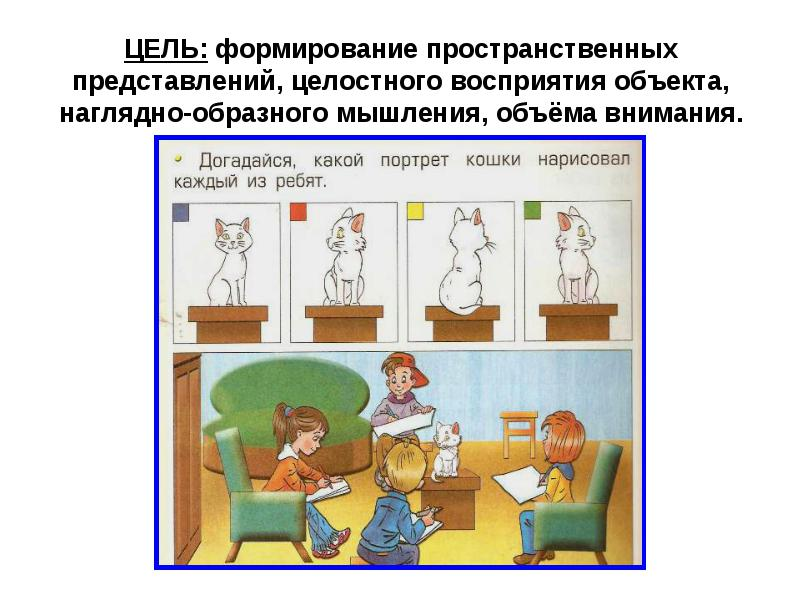 ЦЕЛЬ: формирование пространственных
представлений, целостного восприятия объекта,
наглядно-образного мышления, объёма внимания.
Догадайся, какой портрет кошки нарисовал
каждый из ребят.